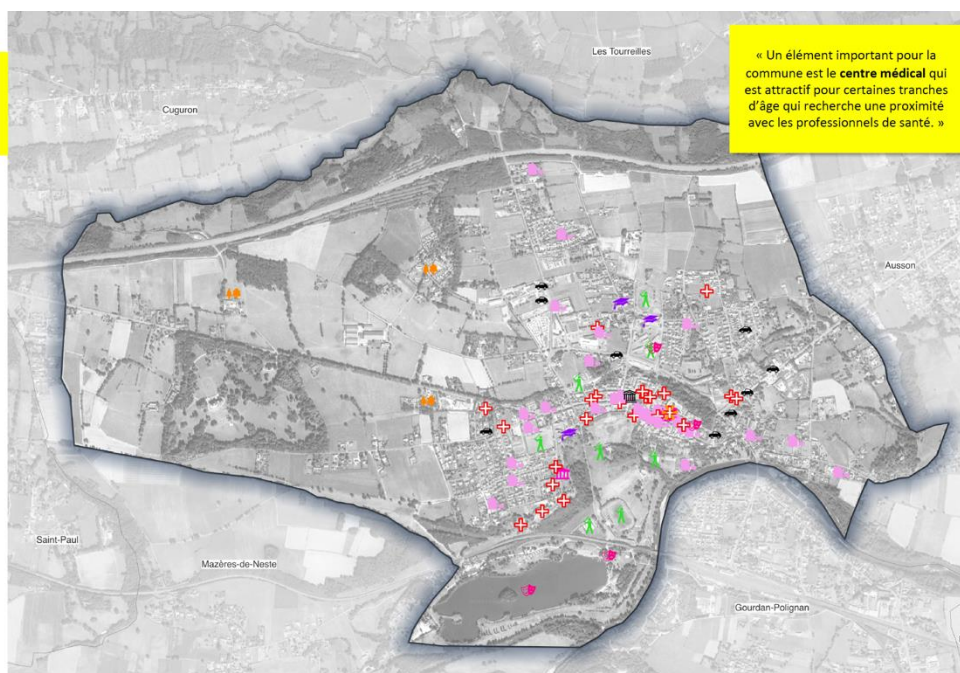 Les Tourreilles
« Un élément important pour la
commune est le centre médical qui
est attractif pour certaines tranches
d'âge qui recherche une proximité
avec les professionnels de santé. »
Cuguron
Ausson
Saint-Paul
Mazères-de-Neste
Gourdan-Polignan